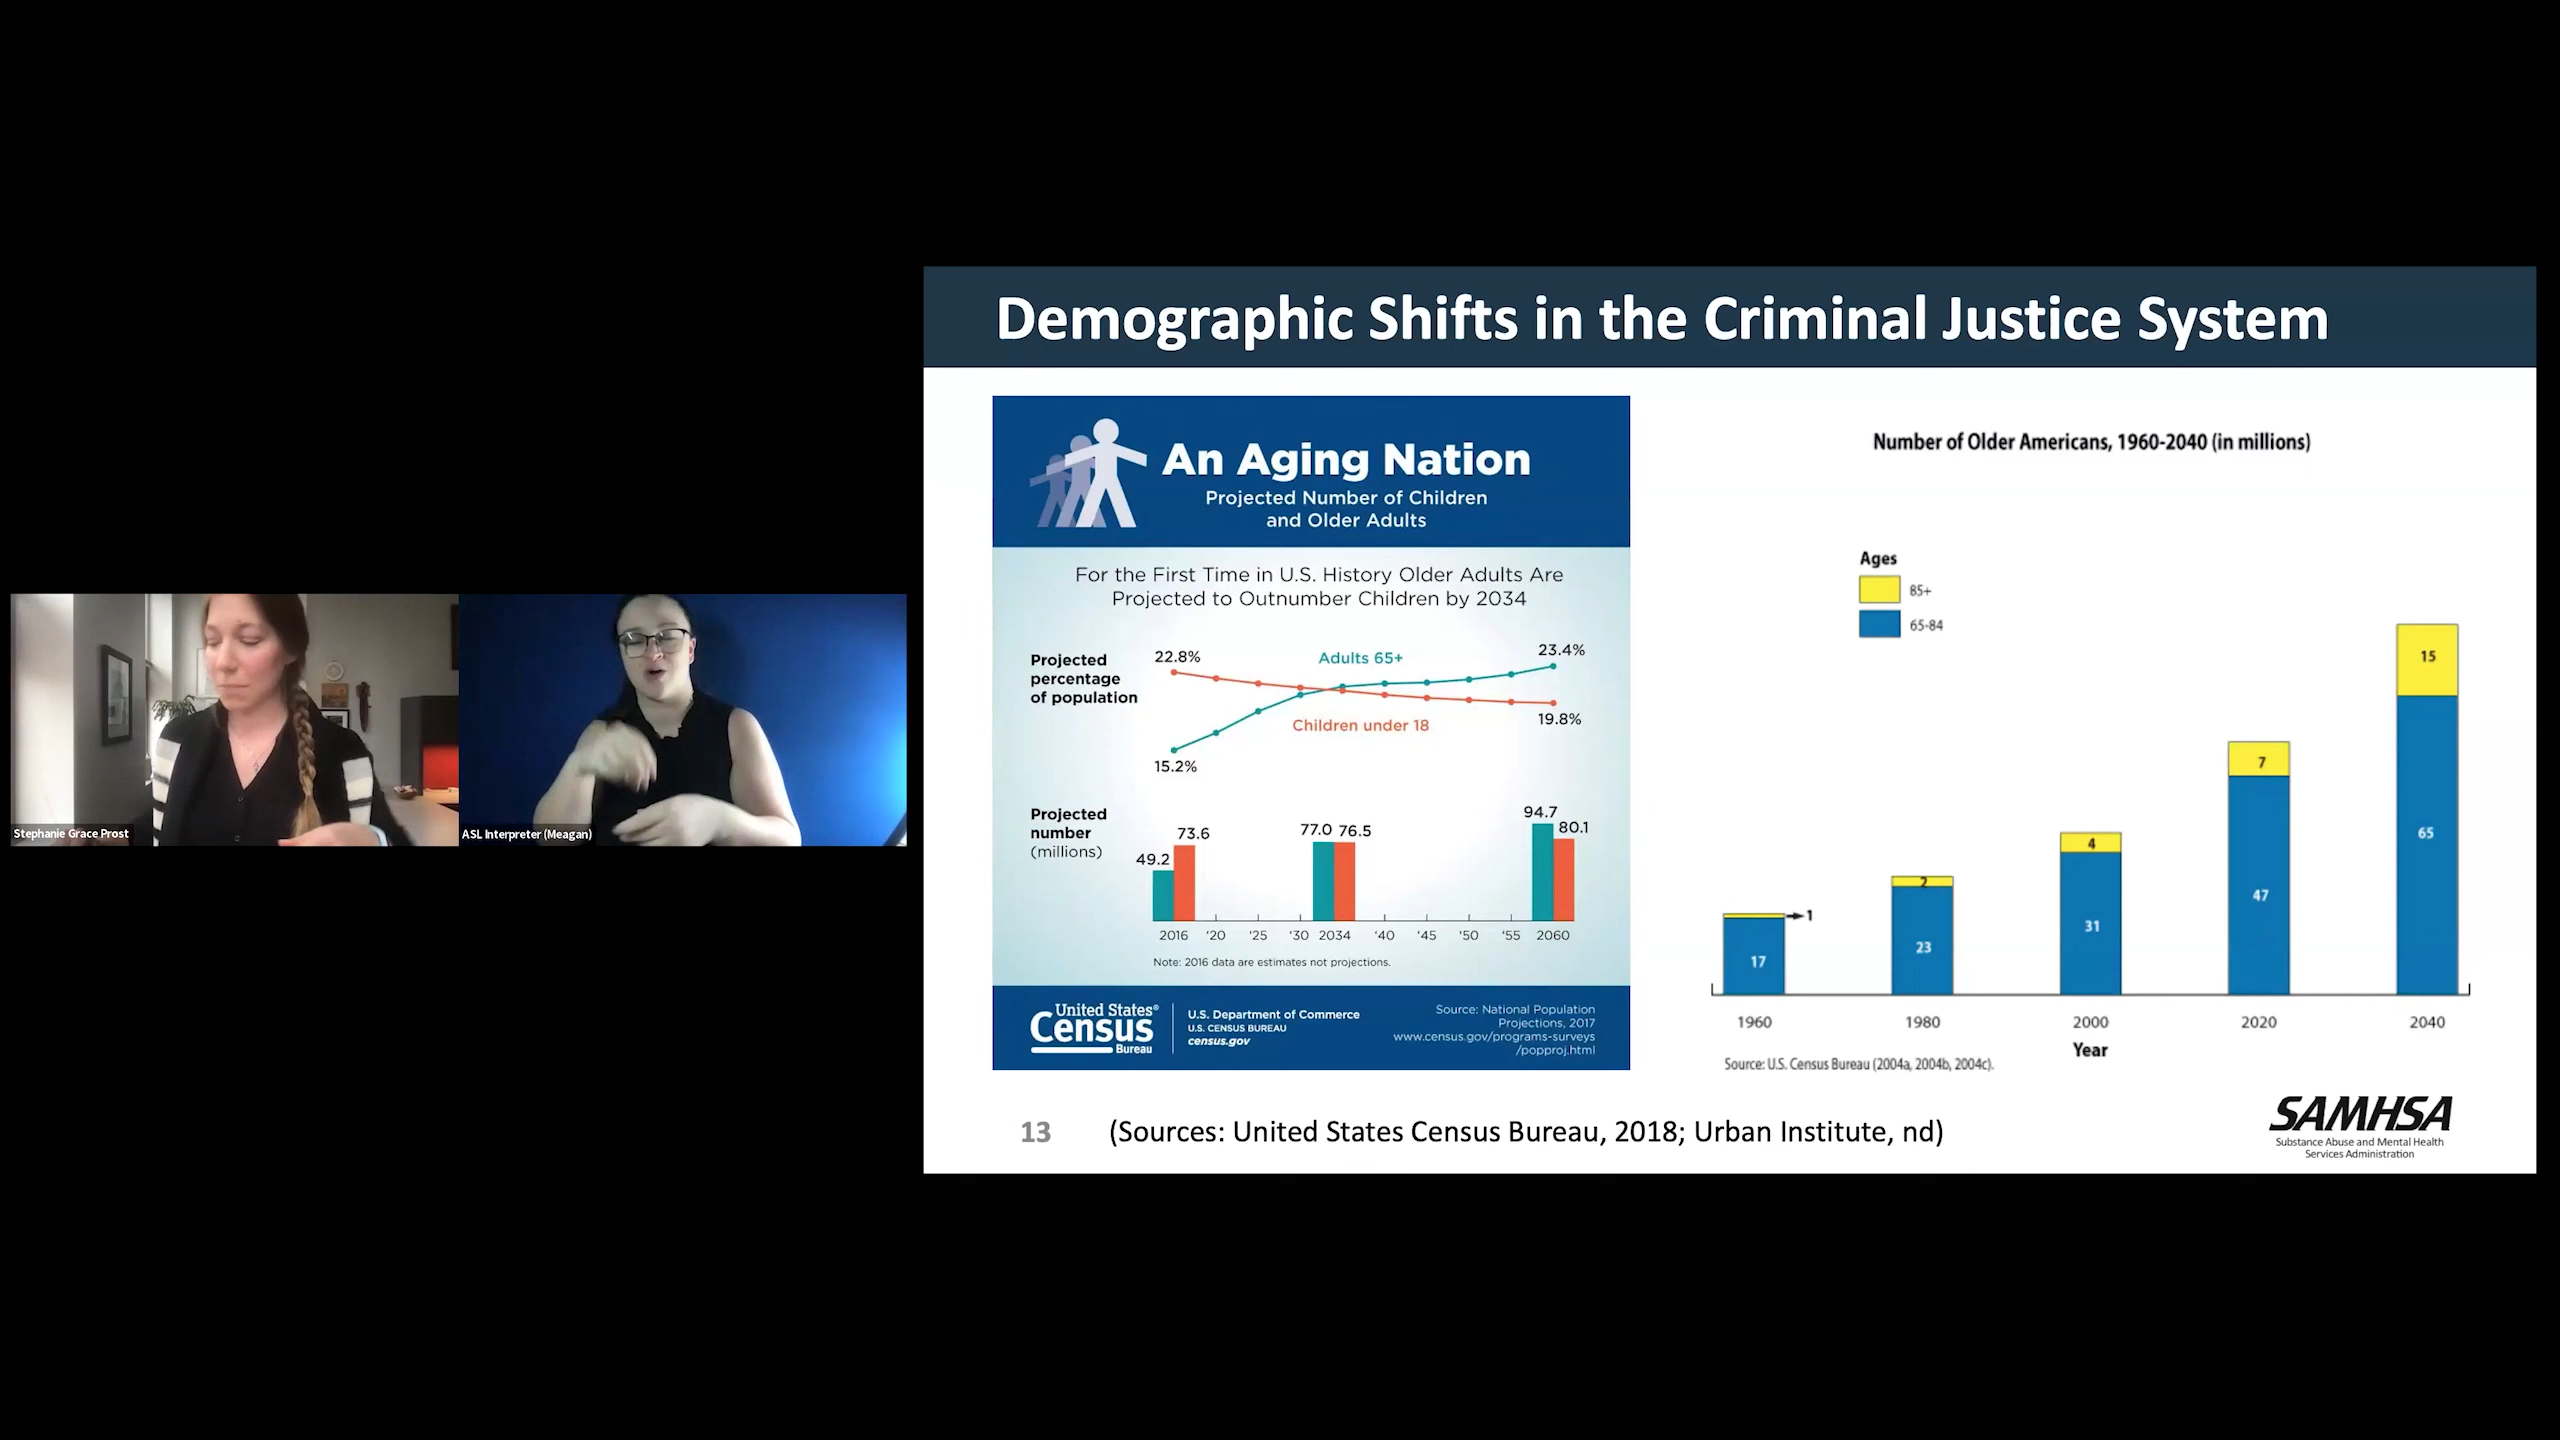 Stephanie Grace Prost
ASL Interpreter (Meagan)
Demographic Shifts in the Criminal Justice System
An Aging Nation
Projected Number of Children
and Older Adults
For the First Time in U.S. History Older Adults Are
Projected to Outnumber Children by 2034
Projected
percentage
of population
22.8%
Adults 65+
23.4%
15.2%
Children under 18
19.8%
Projected
number
(millions)
49.2
73.6
77.0 76.5
94.7
80.1
2016 '20 '25 '30 2034 '40 '45 '50 '55 2060
Note: 2016 data are estimates not projections.
United States®
Census
Bureau
U.S. Department of Commerce
U.S. CENSUS BUREAU
census.gov
Source: National Population
Projections, 2017
www.census.gov/programs-surveys
/popproj.html
Number of Older Americans, 1960-2040 (in millions)
Ages
85+
65-84
1
17
2
23
4
31
7
47
15
65
1960 1980 2000 2020 2040
Year
Source: U.S. Census Bureau (2004a, 2004b, 2004c).
13
(Sources: United States Census Bureau, 2018; Urban Institute, nd)
SAMHSA
Substance Abuse and Mental Health
Services Administration